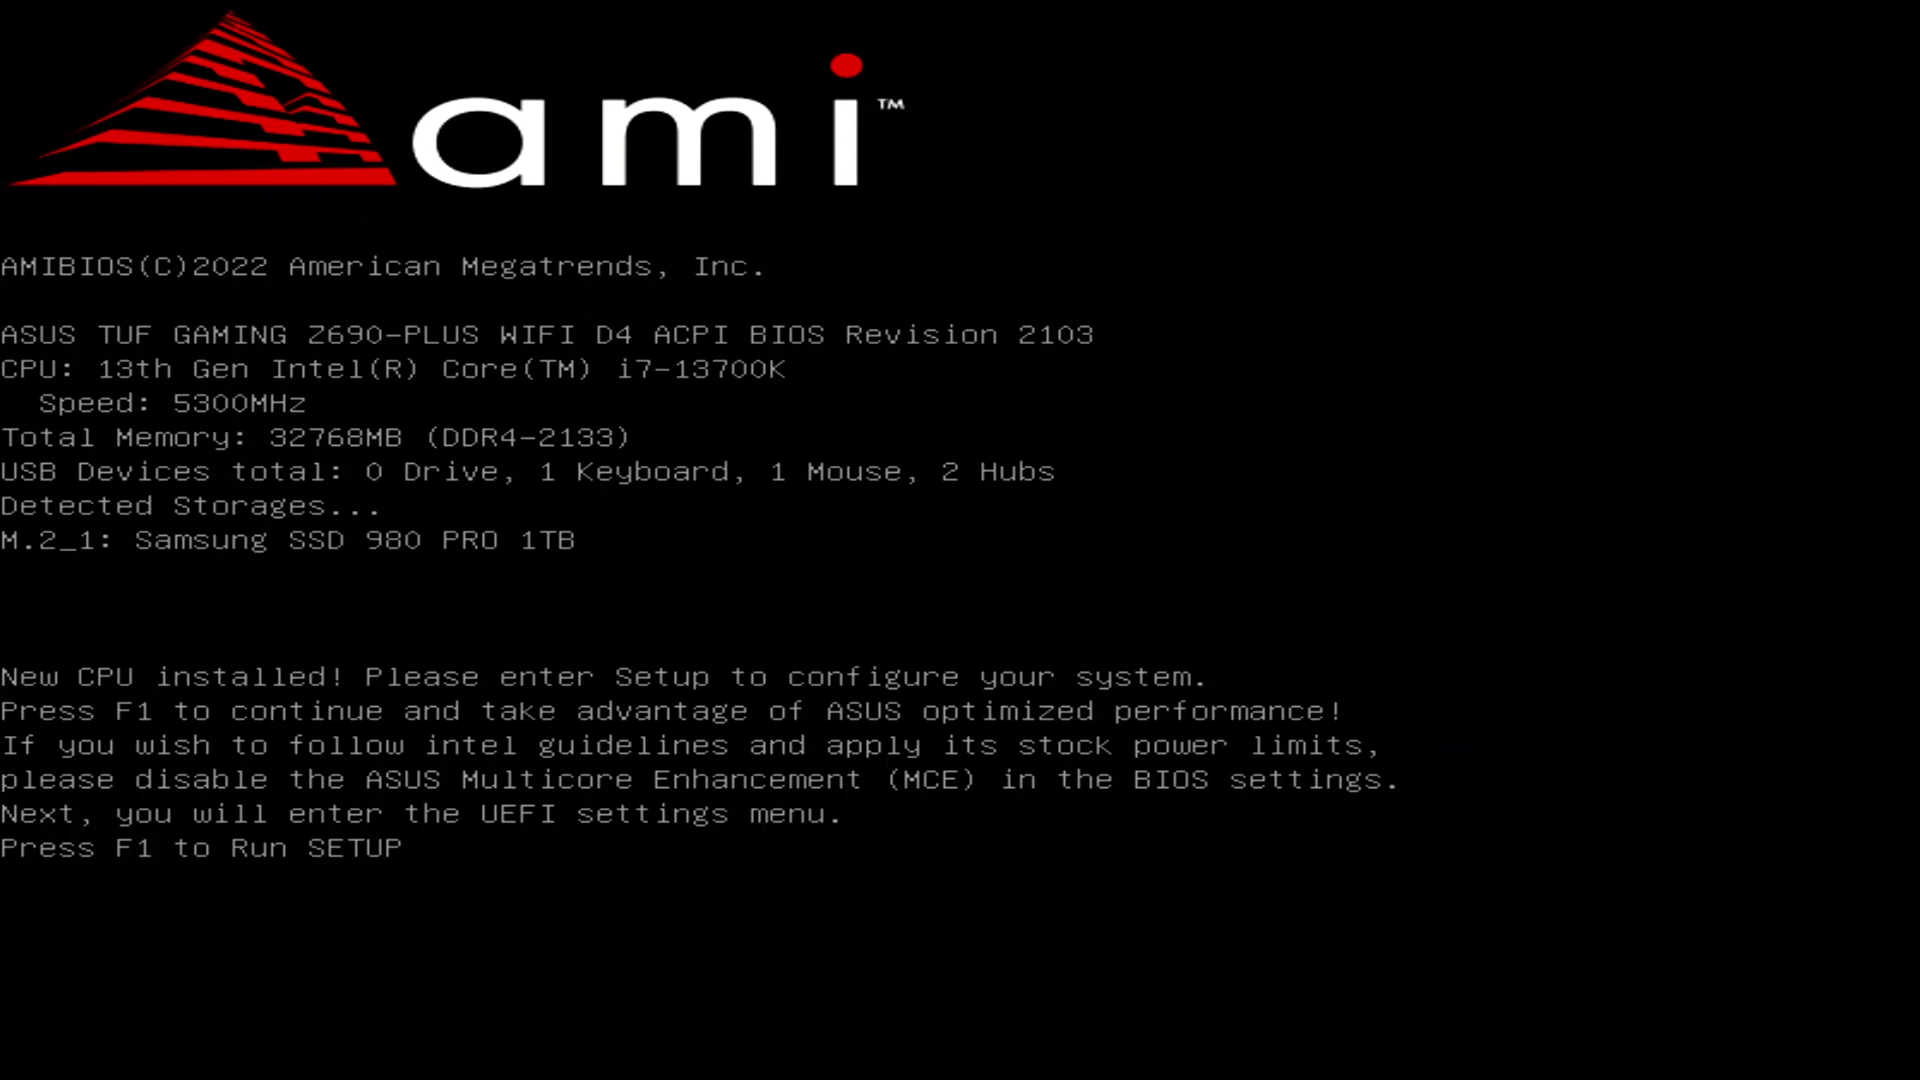 ami™
AMIBIOS(C)2022 American Megatrends, Inc.
ASUS TUF GAMING Z690-PLUS WIFI D4 ACPI BIOS Revision 2103
CPU: 13th Gen Intel(R) Core(TM) i7-13700K
Speed: 5300MHz
Total Memory: 32768MB (DDR4-2133)
USB Devices total: 0 Drive, 1 Keyboard, 1 Mouse, 2 Hubs
Detected Storages...
M.2_1: Samsung SSD 980 PRO 1TB
New CPU installed! Please enter Setup to configure your system.
Press F1 to continue and take advantage of ASUS optimized performance!
If you wish to follow intel guidelines and apply its stock power limits,
please disable the ASUS Multicore Enhancement (MCE) in the BIOS settings.
Next, you will enter the UEFI settings menu.
Press F1 to Run SETUP